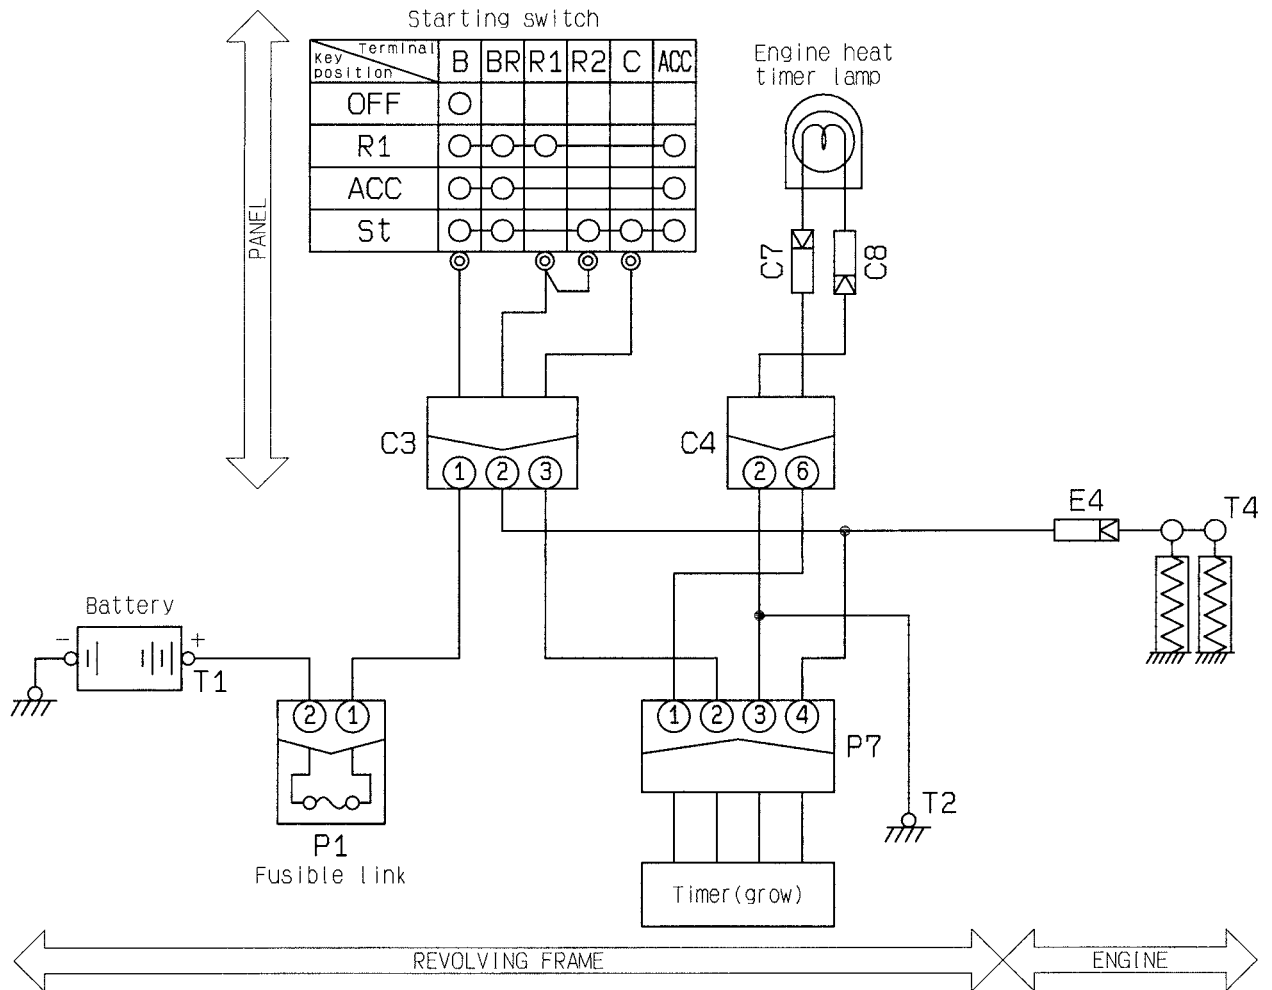 Starting switch
Terminal
Key position
B BR R1 R2 C ACC
OFF
R1
ACC
St
PANEL
Engine heat
timer lamp
C7
C8
C3
1 2 3
C4
2 6
E4
T4
Battery
- +
T1
2 1
P1
Fusible link
1 2 3 4
P7
T2
Timer(grow)
REVOLVING FRAME
ENGINE